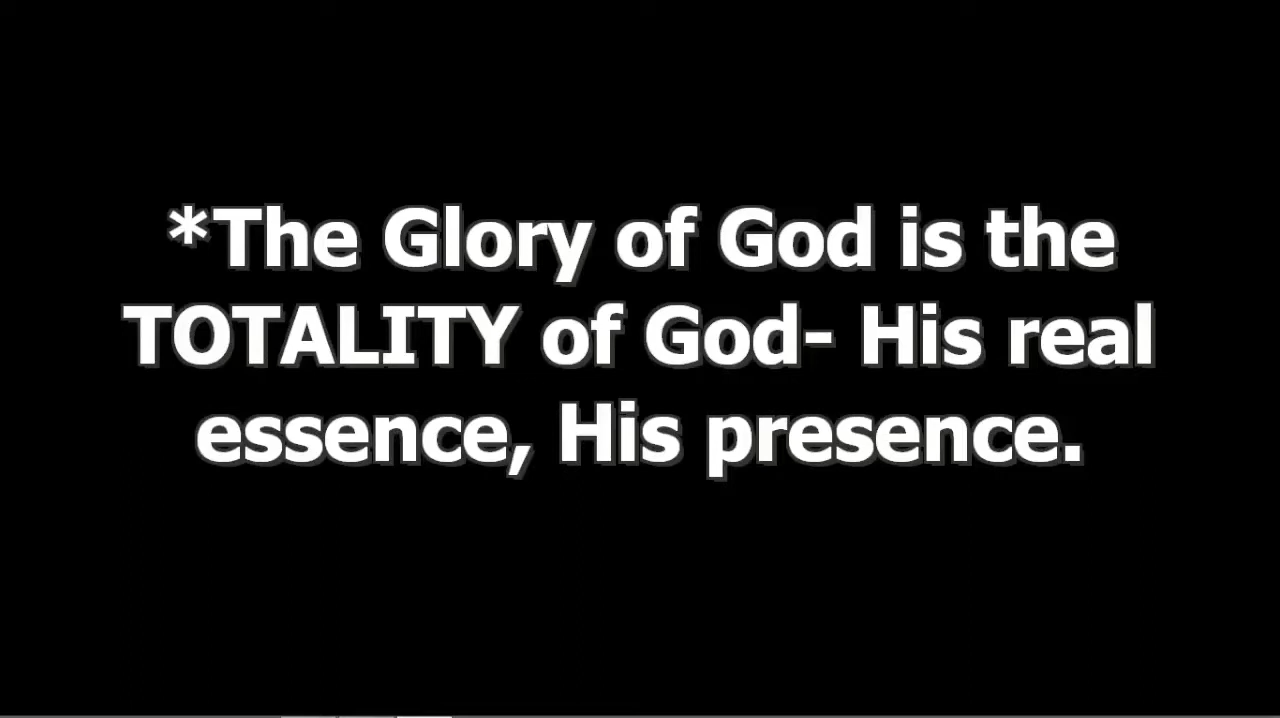 *The Glory of God is the
TOTALITY of God- His real
essence, His presence.